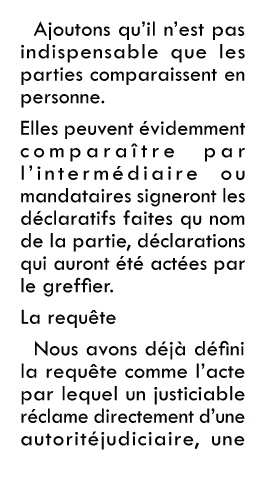 Ajoutons qu'il n'est pas
indispensable que les
parties comparaissent en
personne.
Elles peuvent évidemment
comparaître par
l'intermédiaire ou
mandataires signeront les
déclaratifs faites qu nom
de la partie, déclarations
qui auront été actées par
le greffier.
La requête
Nous avons déjà défini
la requête comme l'acte
par lequel un justiciable
réclame directement d'une
autoritéjudiciaire, une